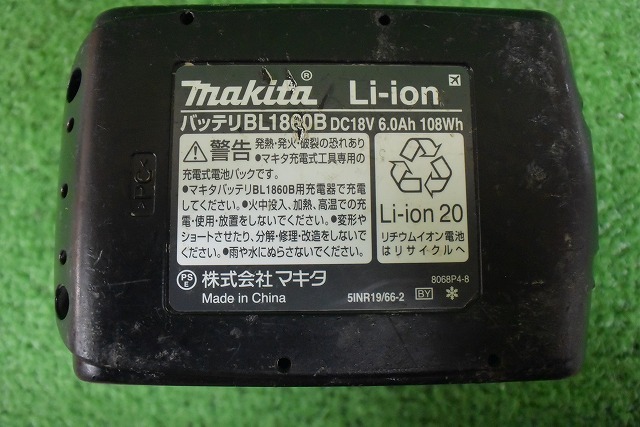 makita® Li-ion
バッテリBL1860B DC18V 6.0Ah 108Wh
警告 発熱・発火・破裂の恐れあり
●マキタ充電式工具専用の
充電式電池パックです。
●マキタバッテリBL1860B用充電器で充電
してください。●火中投入、加熱、高温での充
電・使用・放置をしないでください。●変形や
ショートさせたり、分解・修理・改造をしないで
ください。●雨や水にぬらさないでください。
Li-ion 20
リチウムイオン電池
はリサイクルへ
PSE 株式会社 マキタ
Made in China
8068P4-8
5INR19/66-2 BY